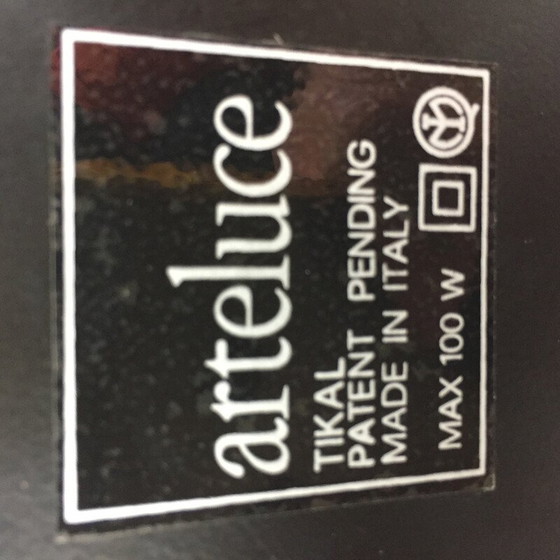 arteluce
TIKAL
PATENT PENDING
MADE IN ITALY
MAX 100 W